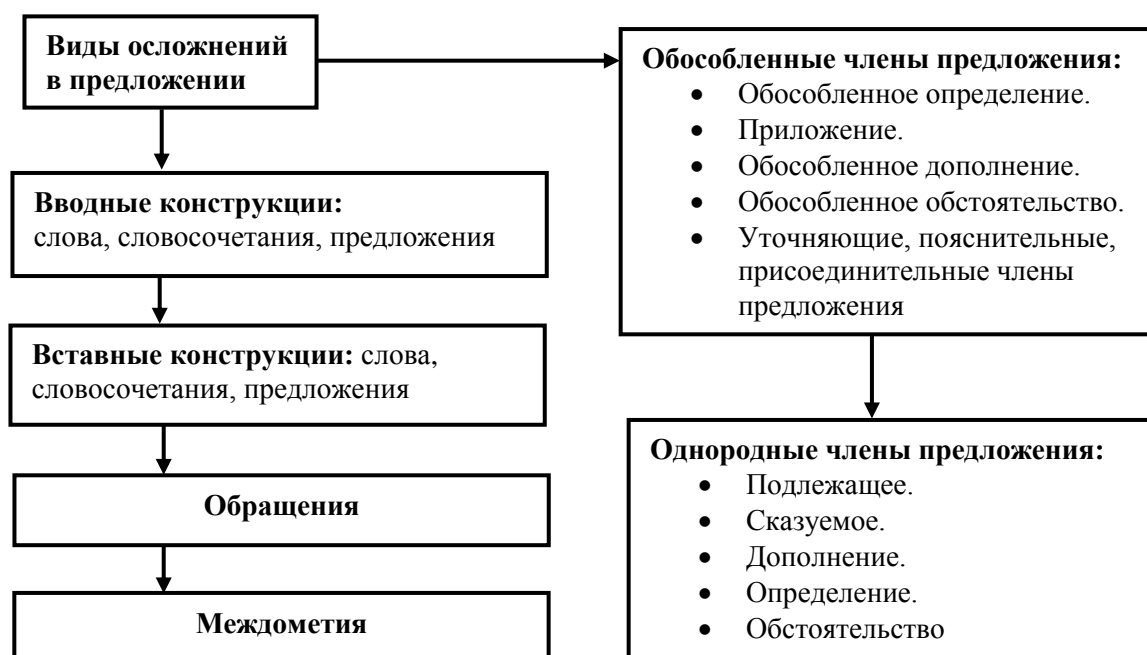 Виды осложнений
в предложении
Вводные конструкции:
слова, словосочетания, предложения
Вставные конструкции: слова,
словосочетания, предложения
Обращения
Междометия
Обособленные члены предложения:
• Обособленное определение.
• Приложение.
• Обособленное дополнение.
• Обособленное обстоятельство.
• Уточняющие, пояснительные,
присоединительные члены
предложения
Однородные члены предложения:
• Подлежащее.
• Сказуемое.
• Дополнение.
• Определение.
• Обстоятельство